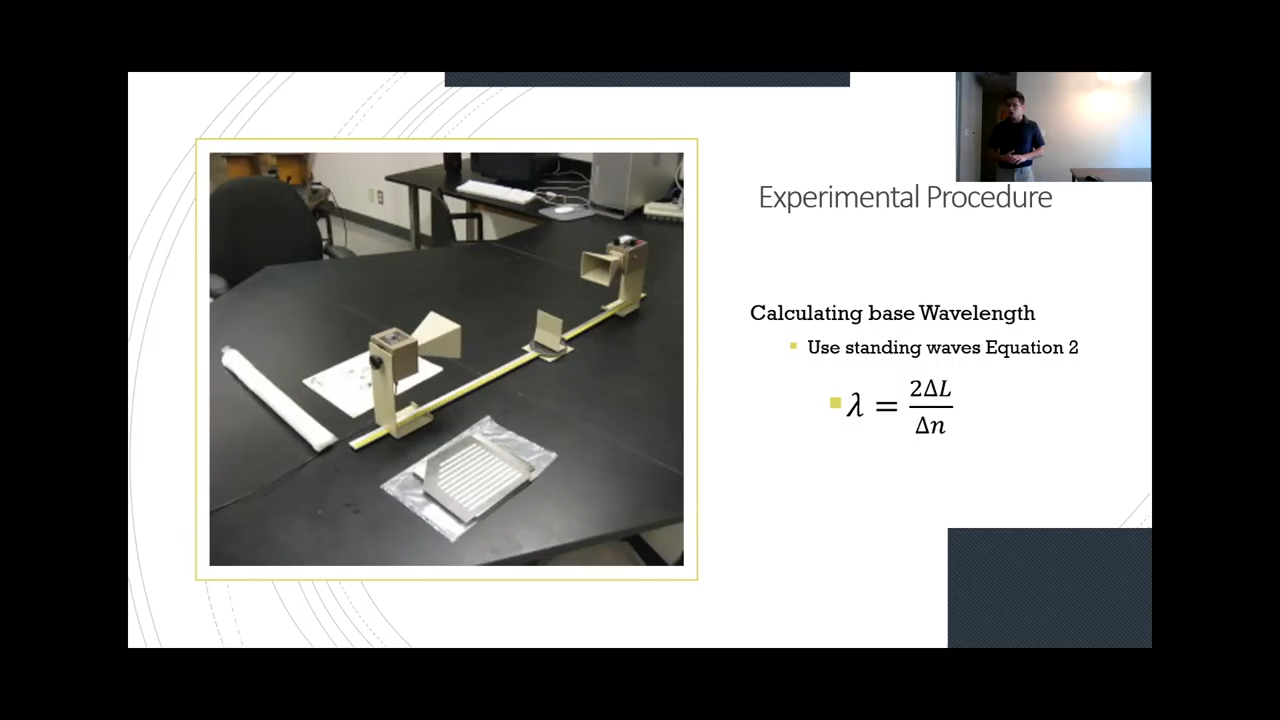 Experimental Procedure
Calculating base Wavelength
Use standing waves Equation 2
λ = 2ΔL / Δn